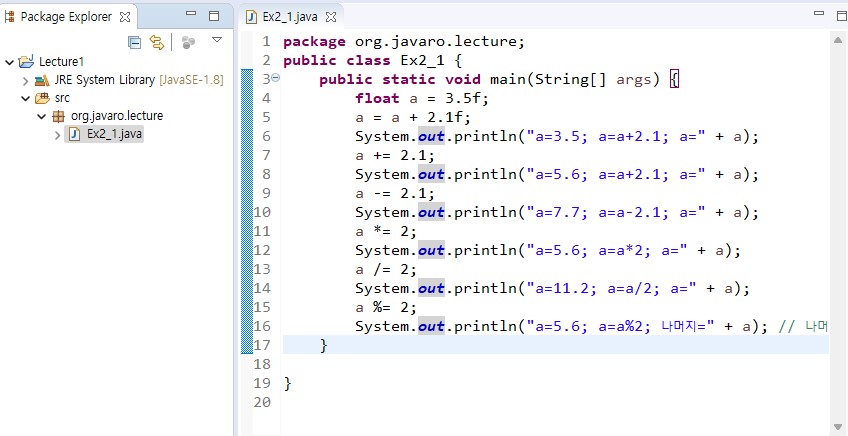 Package Explorer
Lecture1
JRE System Library [JavaSE-1.8]
src
org.javaro.lecture
Ex2_1.java
Ex2_1.java
1 package org.javaro.lecture;
2 public class Ex2_1 {
3 public static void main(String[] args) {
4 float a = 3.5f;
5 a = a + 2.1f;
6 System.out.println("a=3.5; a=a+2.1; a=" + a);
7 a += 2.1;
8 System.out.println("a=5.6; a=a+2.1; a=" + a);
9 a -= 2.1;
10 System.out.println("a=7.7; a=a-2.1; a=" + a);
11 a *= 2;
12 System.out.println("a=5.6; a=a*2; a=" + a);
13 a /= 2;
14 System.out.println("a=11.2; a=a/2; a=" + a);
15 a %= 2;
16 System.out.println("a=5.6; a=a%2; 나머지=" + a); // 나머
17 }
18
19 }
20